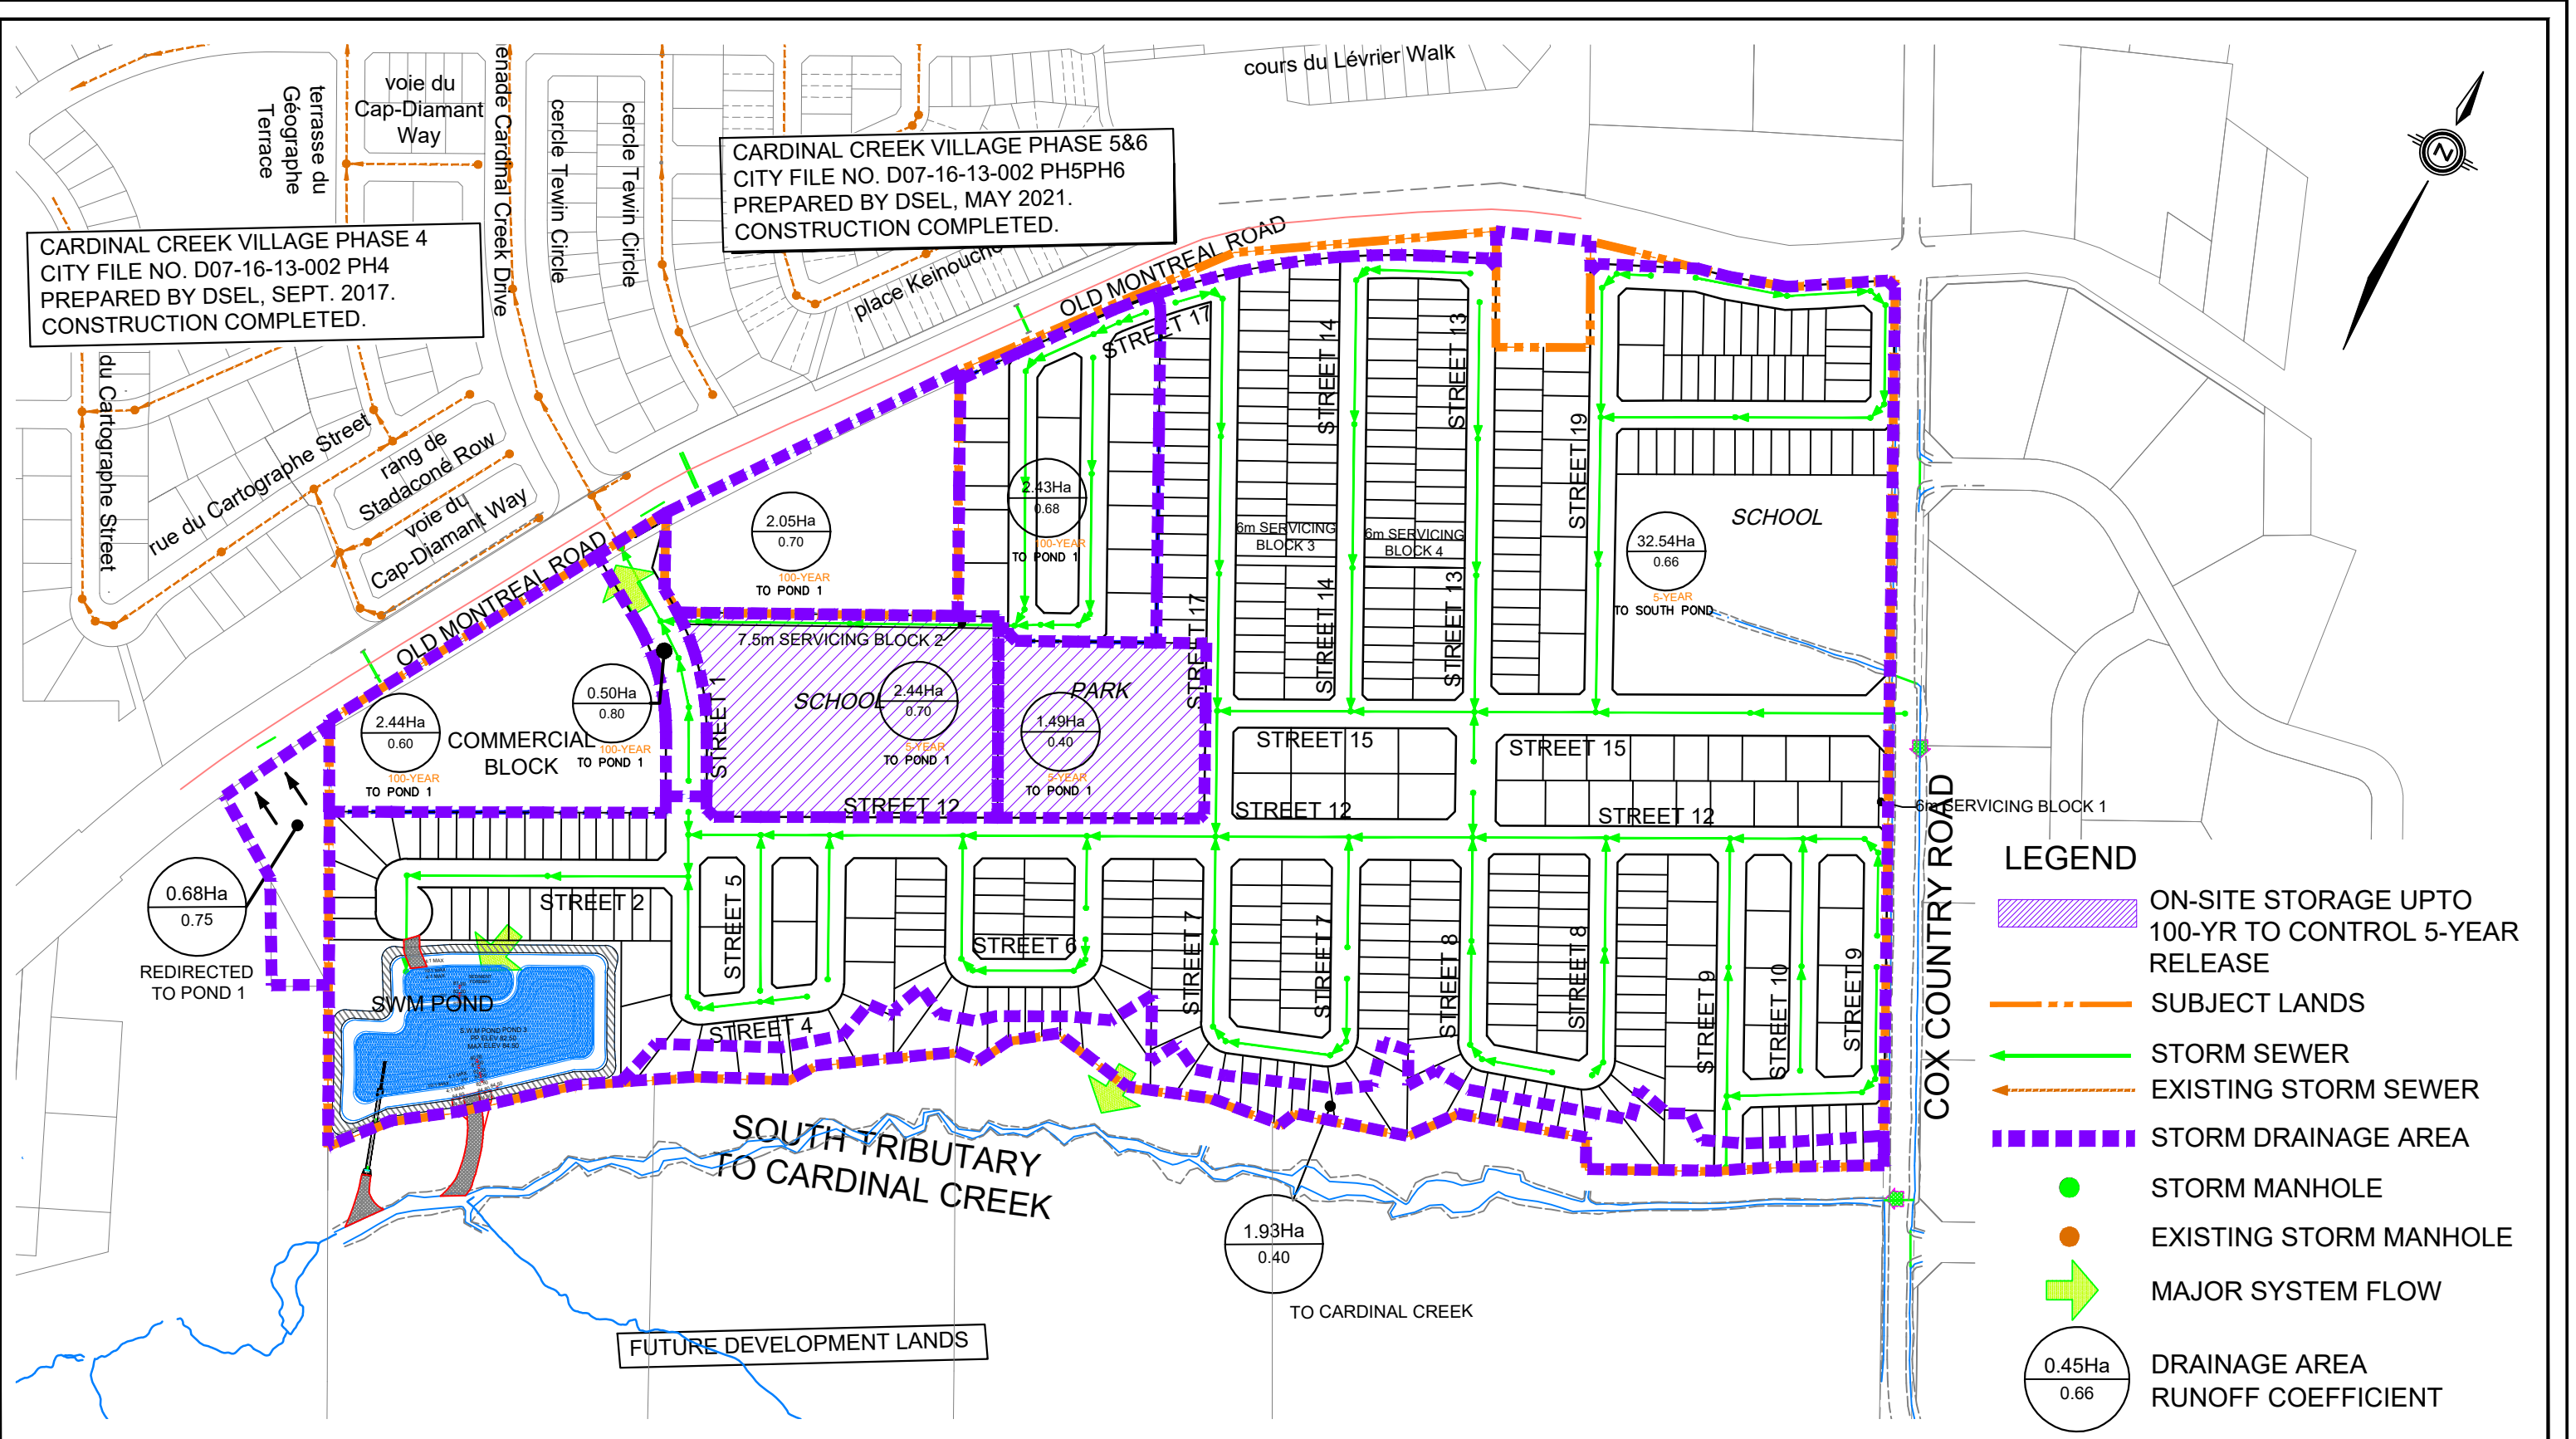 cours du Lévrier Walk
voie du
Cap-Diamant
Way
terrasse du
Géographe
Terrace
enade Cardinal Creek Drive
cercle Tewin Circle
cercle Tewin Circle
CARDINAL CREEK VILLAGE PHASE 5&6
CITY FILE NO. D07-16-13-002 PH5PH6
PREPARED BY DSEL, MAY 2021.
CONSTRUCTION COMPLETED.
CARDINAL CREEK VILLAGE PHASE 4
CITY FILE NO. D07-16-13-002 PH4
PREPARED BY DSEL, SEPT. 2017.
CONSTRUCTION COMPLETED.
N
place Keinouche
OLD MONTREAL ROAD
du Cartographe Street
rue du Cartographe Street
rang de
Stadaconé Row
voie du
Cap-Diamant Way
OLD MONTREAL ROAD
STREET 17
STREET 14
STREET 13
STREET 19
2.05Ha
0.70
100-YEAR
TO POND 1
2.43Ha
0.68
100-YEAR
TO POND 1
6m SERVICING
BLOCK 3
6m SERVICING
BLOCK 4
SCHOOL
32.54Ha
0.66
5-YEAR
TO SOUTH POND
STREET 17
STREET 14
STREET 13
7.5m SERVICING BLOCK 2
STREET 1
SCHOOL
2.44Ha
0.70
5-YEAR
TO POND 1
PARK
1.49Ha
0.40
5-YEAR
TO POND 1
0.50Ha
0.80
100-YEAR
TO POND 1
2.44Ha
0.60
100-YEAR
TO POND 1
COMMERCIAL
BLOCK
STREET 15
STREET 15
STREET 12
STREET 12
STREET 12
6m SERVICING BLOCK 1
COX COUNTRY ROAD
0.68Ha
0.75
REDIRECTED
TO POND 1
STREET 2
STREET 5
STREET 6
STREET 4
STREET 7
STREET 7
STREET 8
STREET 8
STREET 9
STREET 10
STREET 9
SWM POND
SOUTH TRIBUTARY
TO CARDINAL CREEK
1.93Ha
0.40
TO CARDINAL CREEK
FUTURE DEVELOPMENT LANDS
LEGEND
ON-SITE STORAGE UPTO
100-YR TO CONTROL 5-YEAR
RELEASE
SUBJECT LANDS
STORM SEWER
EXISTING STORM SEWER
STORM DRAINAGE AREA
STORM MANHOLE
EXISTING STORM MANHOLE
MAJOR SYSTEM FLOW
0.45Ha
0.66
DRAINAGE AREA
RUNOFF COEFFICIENT